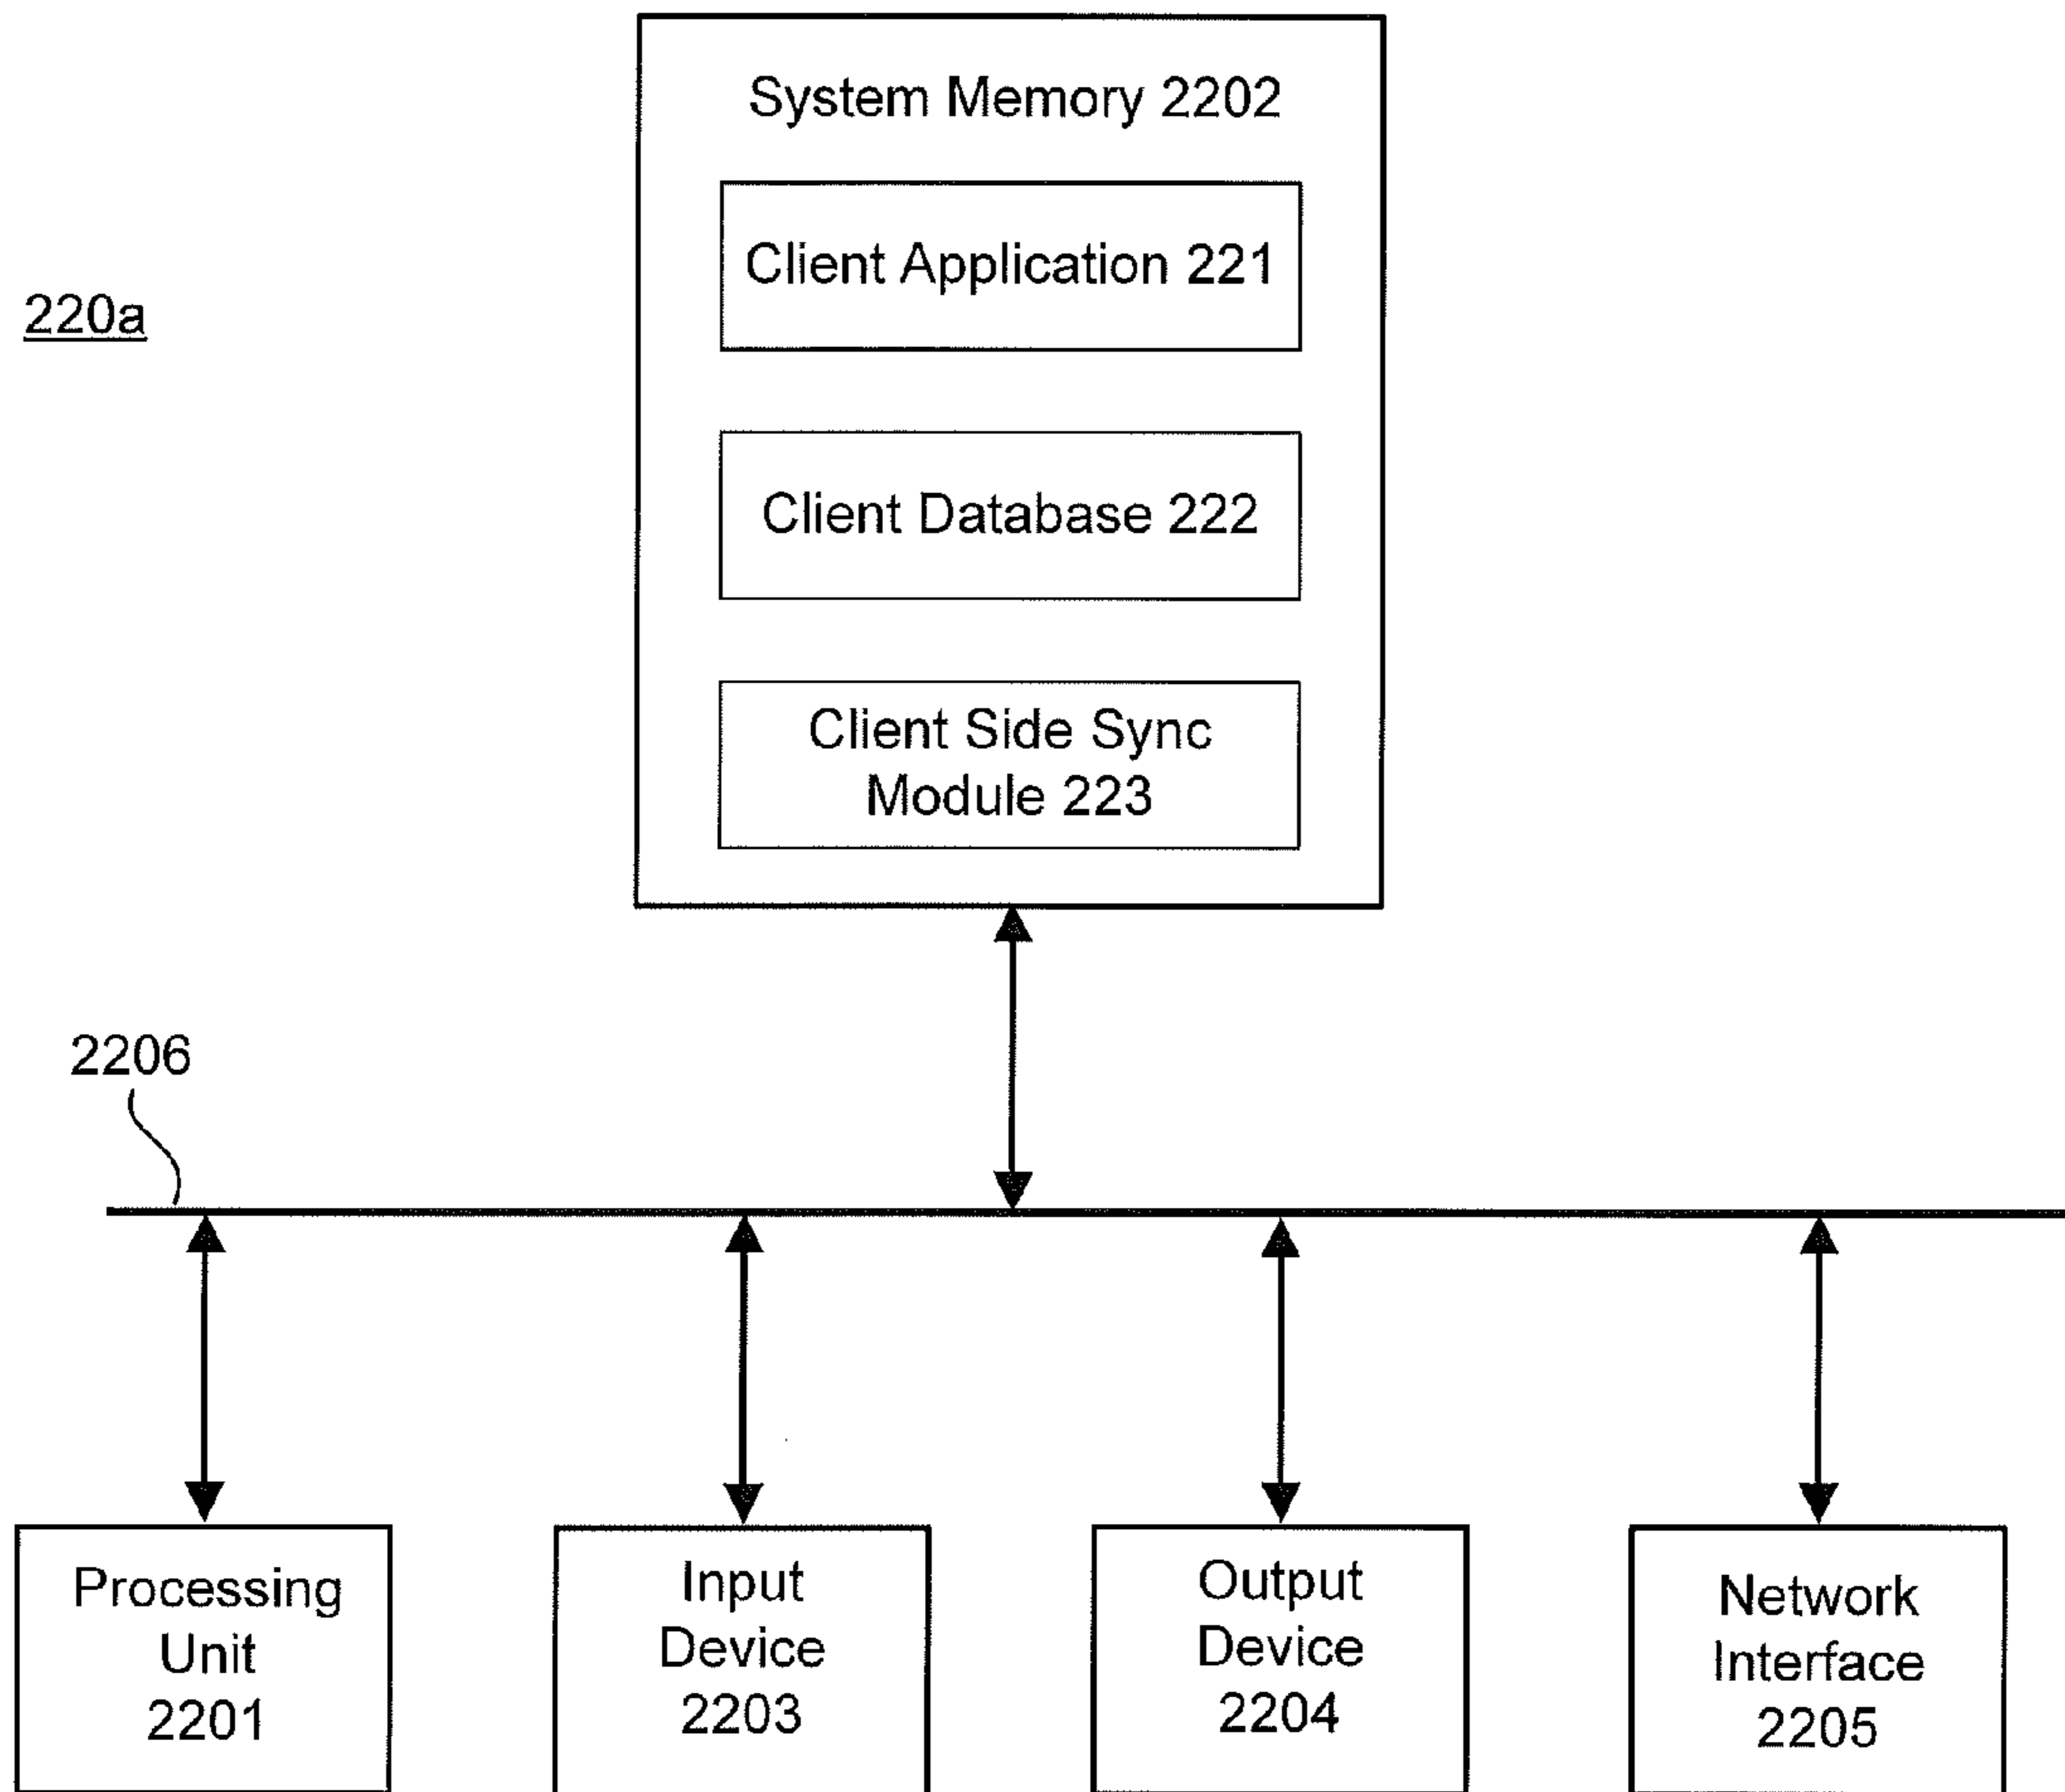 System Memory 2202
Client Application 221
220a
Client Database 222
Client Side Sync
Module 223
2206
Processing
Unit
2201
Input
Device
2203
Output
Device
2204
Network
Interface
2205